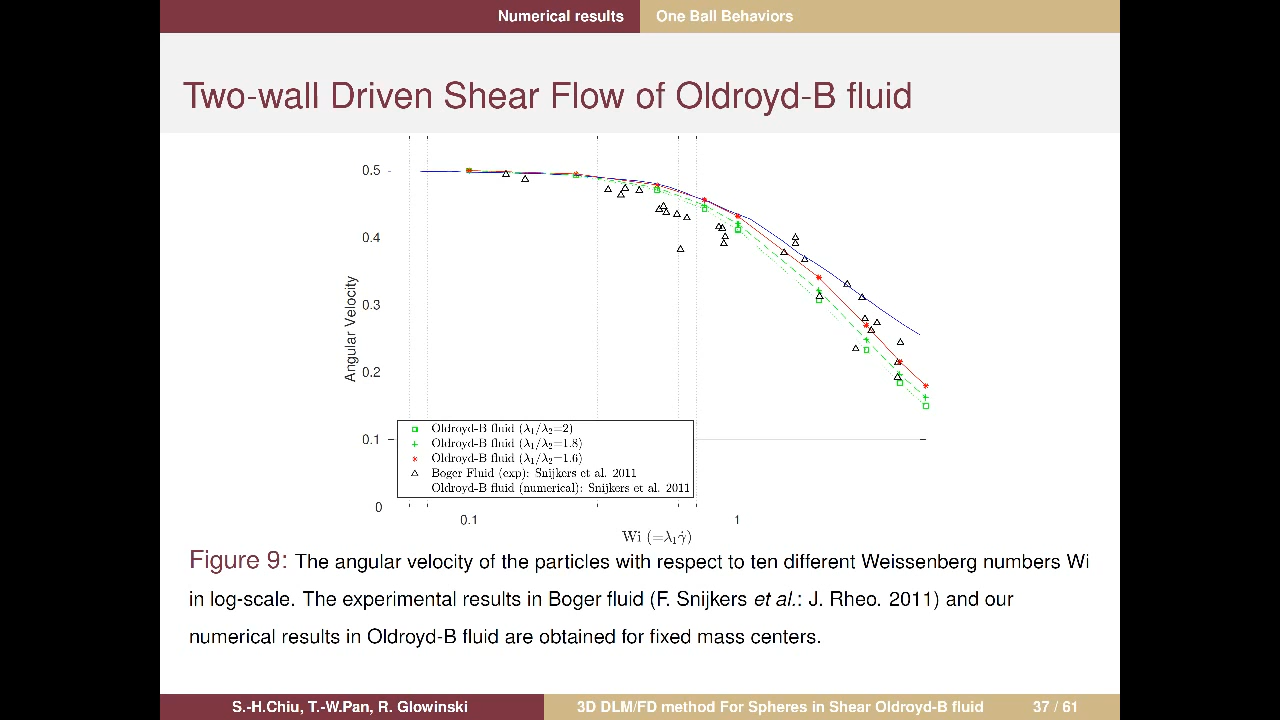 Numerical results
One Ball Behaviors
Two-wall Driven Shear Flow of Oldroyd-B fluid
0.5
0.4
0.3
0.2
0.1
0
Angular Velocity
Oldroyd-B fluid (λ₁/λ₂=2)
Oldroyd-B fluid (λ₁/λ₂=1.8)
Oldroyd-B fluid (λ₁/λ₂=1.6)
Boger Fluid (exp): Snijkers et al. 2011
Oldroyd-B fluid (numerical): Snijkers et al. 2011
0.1
1
Wi (=λ₁γ̇)
Figure 9: The angular velocity of the particles with respect to ten different Weissenberg numbers Wi
in log-scale. The experimental results in Boger fluid (F. Snijkers et al.: J. Rheo. 2011) and our
numerical results in Oldroyd-B fluid are obtained for fixed mass centers.
S.-H.Chiu, T.-W.Pan, R. Glowinski
3D DLM/FD method For Spheres in Shear Oldroyd-B fluid
37 / 61